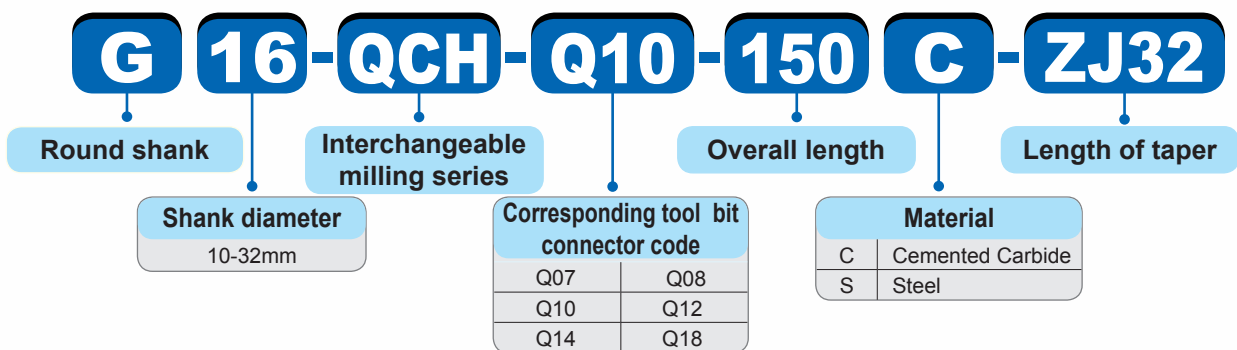 G 16-QCH-Q10-150 C-ZJ32
Round shank
Interchangeable
milling series
Overall length
Length of taper
Shank diameter
10-32mm
Corresponding tool bit
connector code
Q07 Q08
Q10 Q12
Q14 Q18
Material
C Cemented Carbide
S Steel